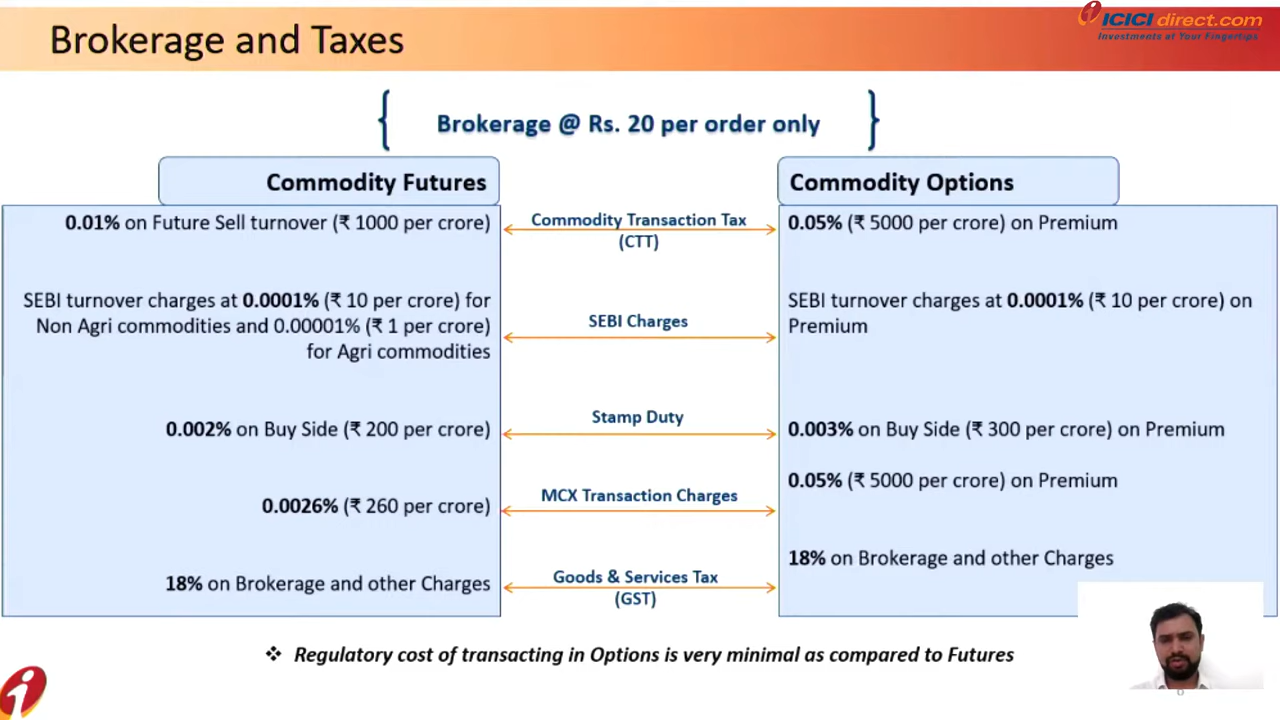 Brokerage and Taxes
ICICI direct.com
Investments at Your Fingertips
Brokerage @ Rs. 20 per order only
Commodity Futures
Commodity Options
0.01% on Future Sell turnover (₹ 1000 per crore)
Commodity Transaction Tax
(CTT)
0.05% (₹ 5000 per crore) on Premium
SEBI turnover charges at 0.0001% (₹ 10 per crore) for
Non Agri commodities and 0.00001% (₹ 1 per crore)
for Agri commodities
SEBI Charges
SEBI turnover charges at 0.0001% (₹ 10 per crore) on
Premium
0.002% on Buy Side (₹ 200 per crore)
Stamp Duty
0.003% on Buy Side (₹ 300 per crore) on Premium
0.0026% (₹ 260 per crore)
MCX Transaction Charges
0.05% (₹ 5000 per crore) on Premium
18% on Brokerage and other Charges
Goods & Services Tax
(GST)
18% on Brokerage and other Charges
❖ Regulatory cost of transacting in Options is very minimal as compared to Futures